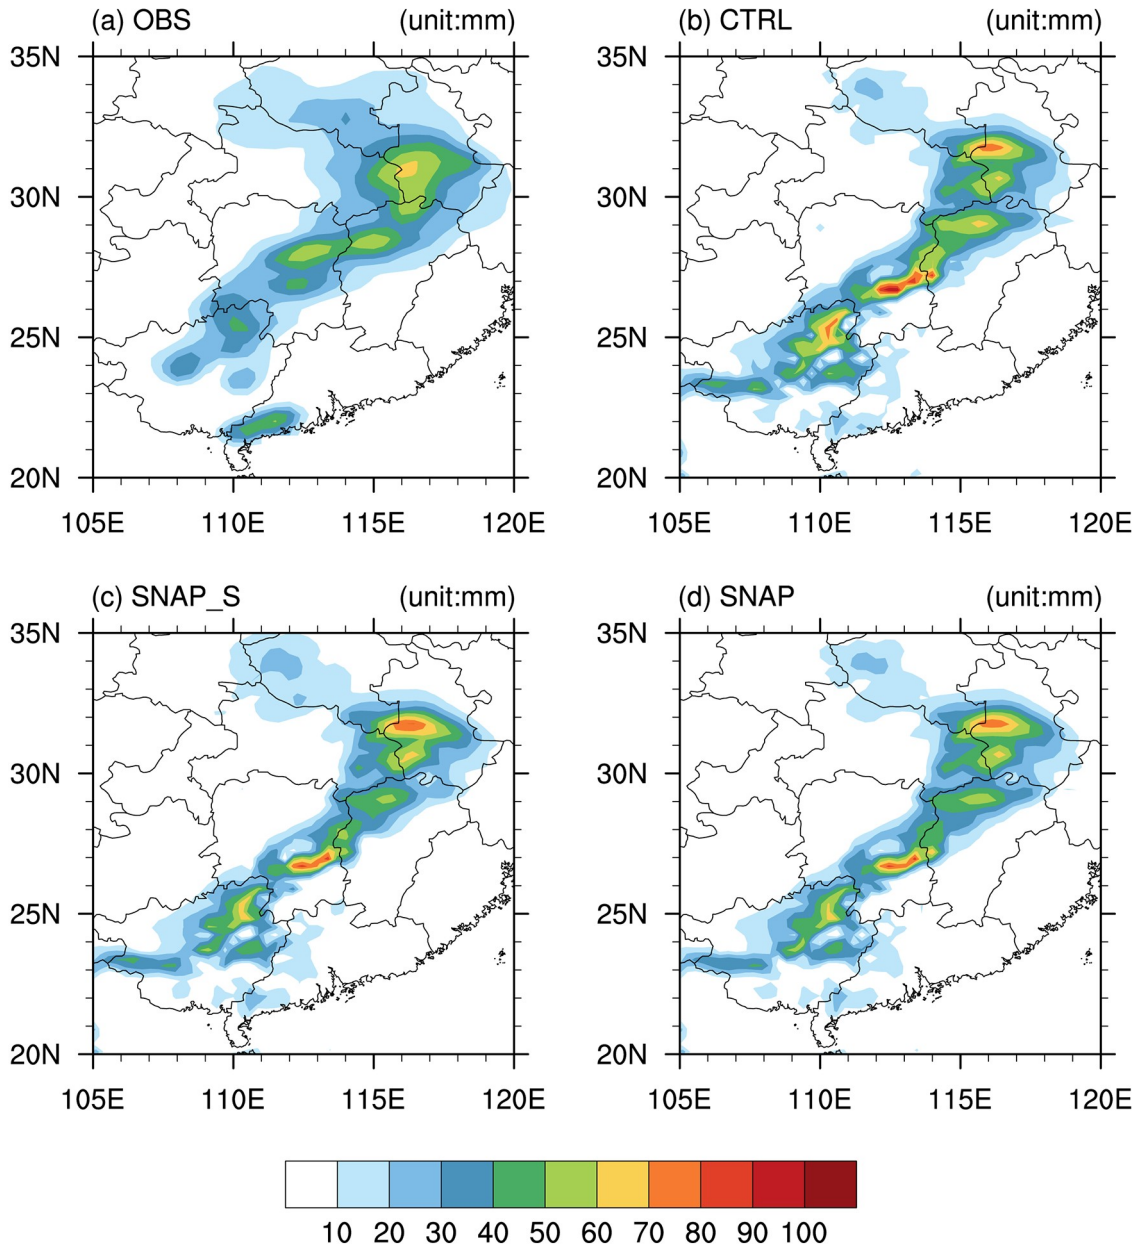 (a) OBS (unit:mm) (b) CTRL (unit:mm)
35N 35N
30N 30N
25N 25N
20N 20N
105E 110E 115E 120E 105E 110E 115E 120E
(c) SNAP_S (unit:mm) (d) SNAP (unit:mm)
35N 35N
30N 30N
25N 25N
20N 20N
105E 110E 115E 120E 105E 110E 115E 120E
10 20 30 40 50 60 70 80 90 100